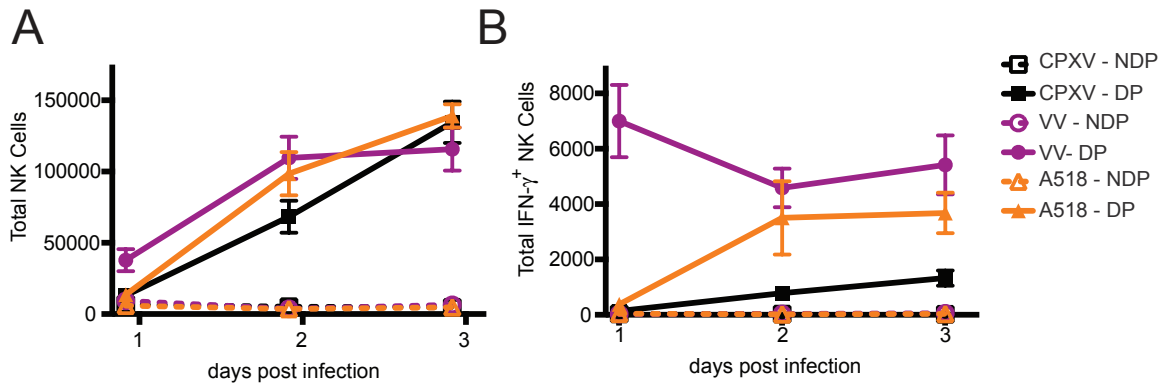 A
Total NK Cells
150000
100000
50000
0
1
2
3
days post infection
B
Total IFN-γ+ NK Cells
8000
6000
4000
2000
0
1
2
3
days post infection
CPXV - NDP
CPXV - DP
VV - NDP
VV- DP
A518 - NDP
A518 - DP